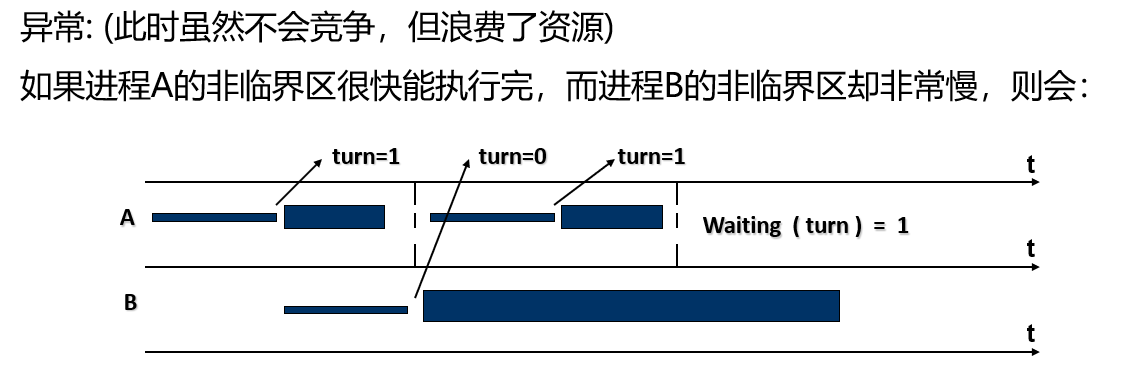 异常: (此时虽然不会竞争，但浪费了资源)
如果进程A的非临界区很快能执行完，而进程B的非临界区却非常慢，则会：
turn=1
turn=0
turn=1
t
A
Waiting ( turn ) = 1
t
B
t